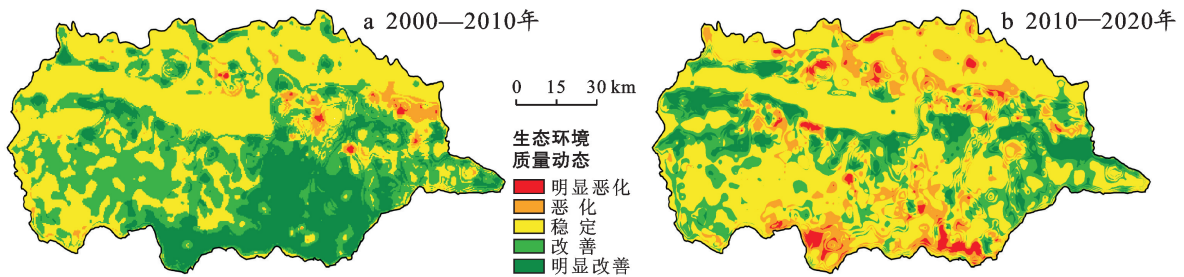 a 2000—2010年
b 2010—2020年
0 15 30 km
生态环境
质量动态
明显恶化
恶化
稳定
改善
明显改善